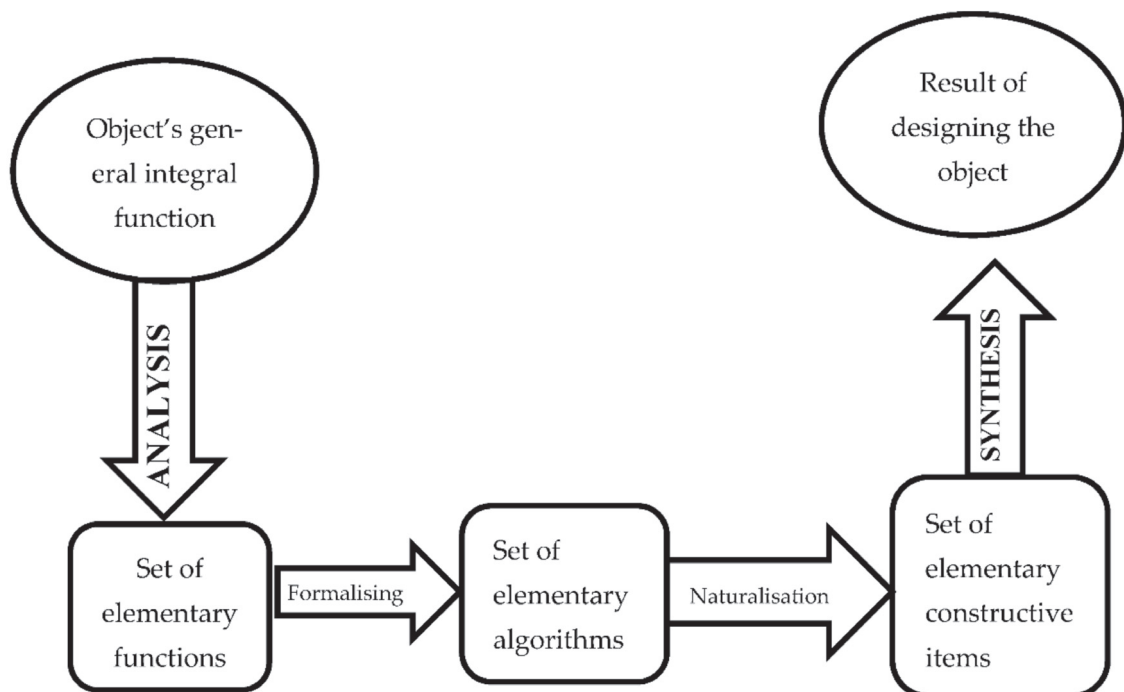 Object's gen-
eral integral
function
ANALYSIS
Set of
elementary
functions
Formalising
Set of
elementary
algorithms
Naturalisation
Set of
elementary
constructive
items
SYNTHESIS
Result of
designing the
object